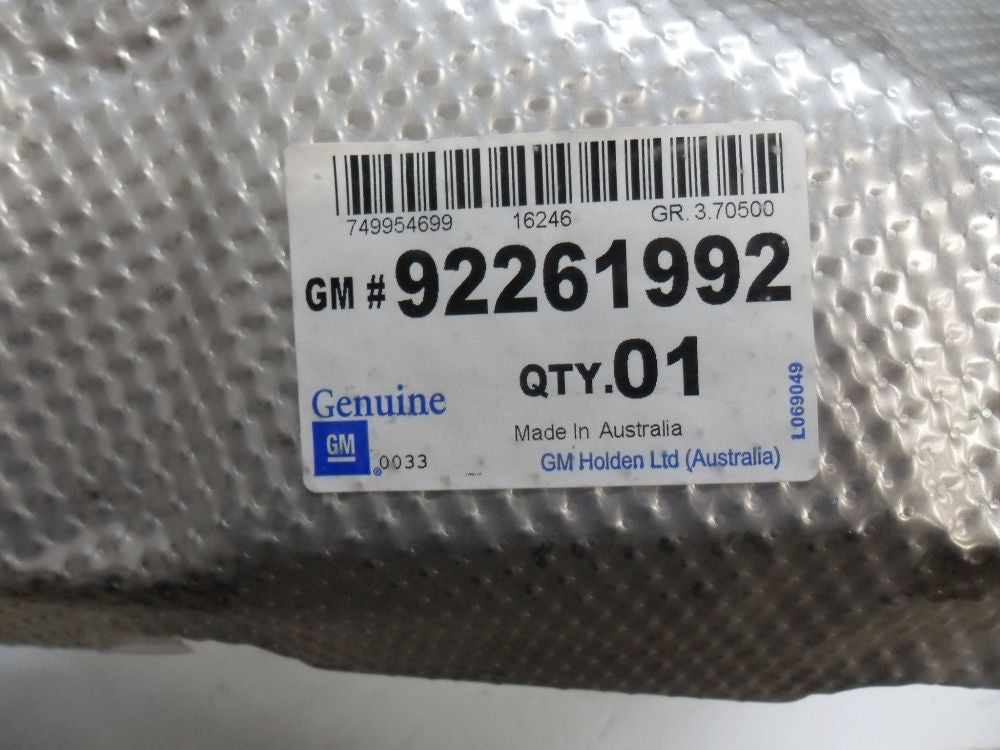 749954699 16246 GR. 3.70500
GM # 92261992
QTY. 01
Genuine
GM ® 0033
Made In Australia
GM Holden Ltd (Australia)
L069049